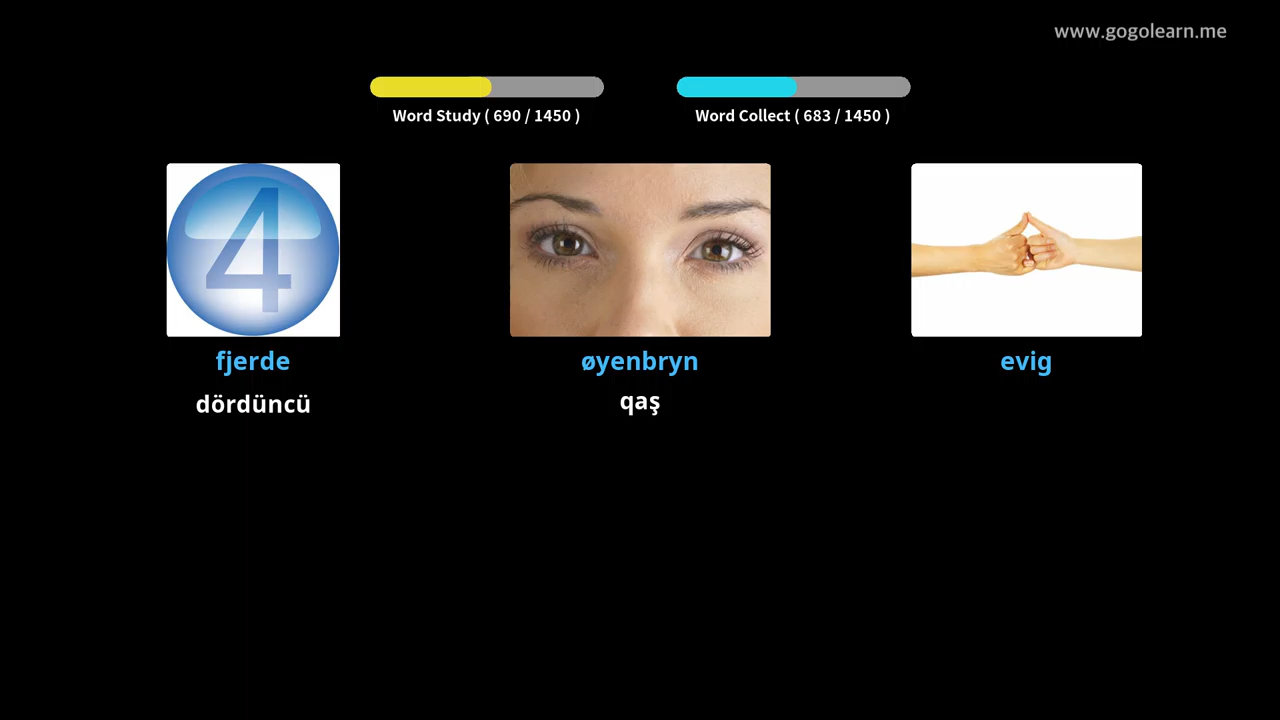 www.gogolearn.me
Word Study ( 690 / 1450 )
Word Collect ( 683 / 1450 )
4
fjerde
øyenbryn
evig
dördüncü
qaş